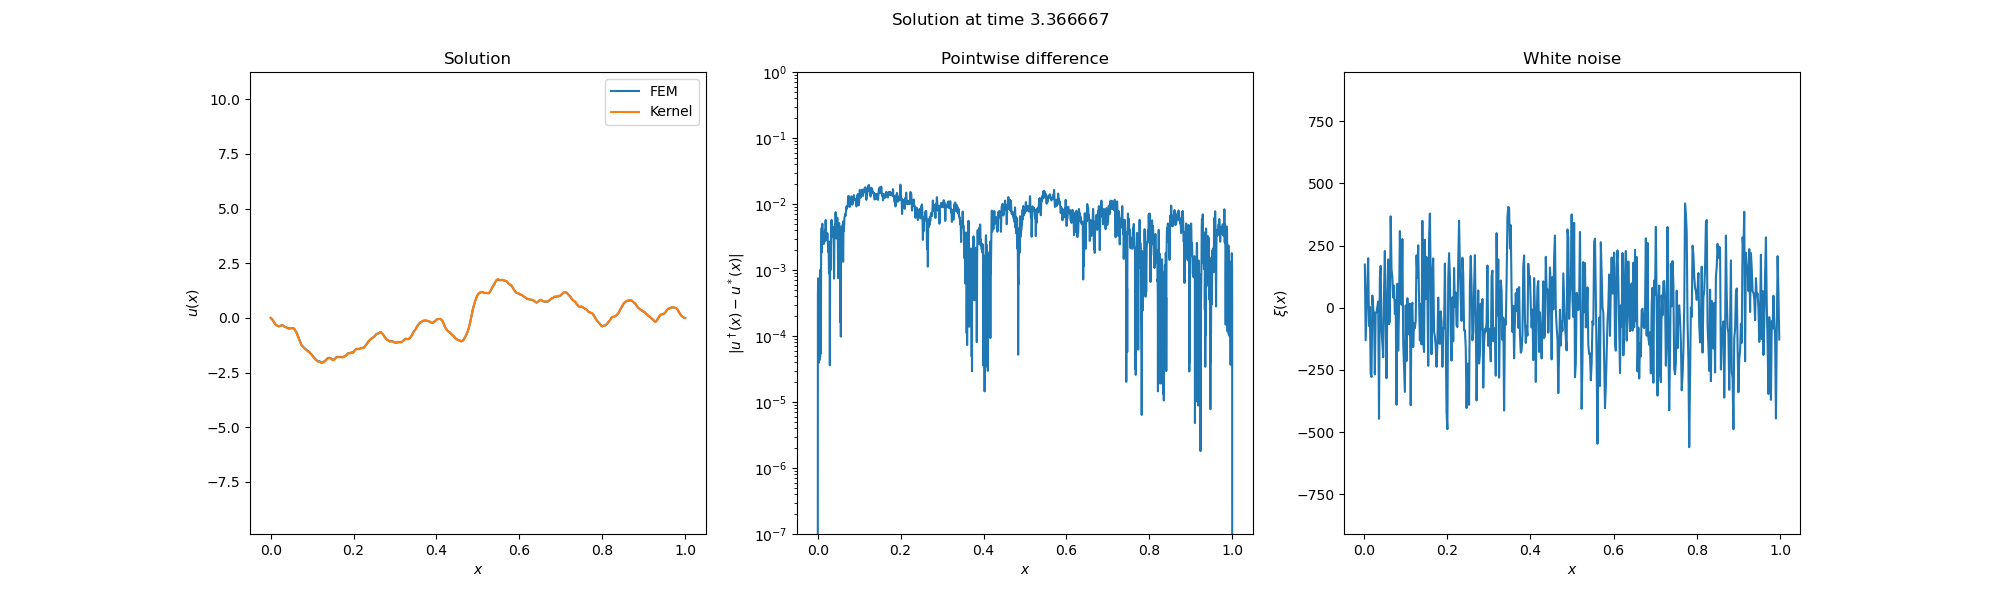 Solution at time 3.366667
Solution
FEM
Kernel
10.0
7.5
5.0
2.5
0.0
−2.5
−5.0
−7.5
u(x)
0.0 0.2 0.4 0.6 0.8 1.0
x
Pointwise difference
10⁰
10⁻¹
10⁻²
10⁻³
10⁻⁴
10⁻⁵
10⁻⁶
10⁻⁷
|u†(x) − u*(x)|
0.0 0.2 0.4 0.6 0.8 1.0
x
White noise
750
500
250
0
−250
−500
−750
ξ(x)
0.0 0.2 0.4 0.6 0.8 1.0
x